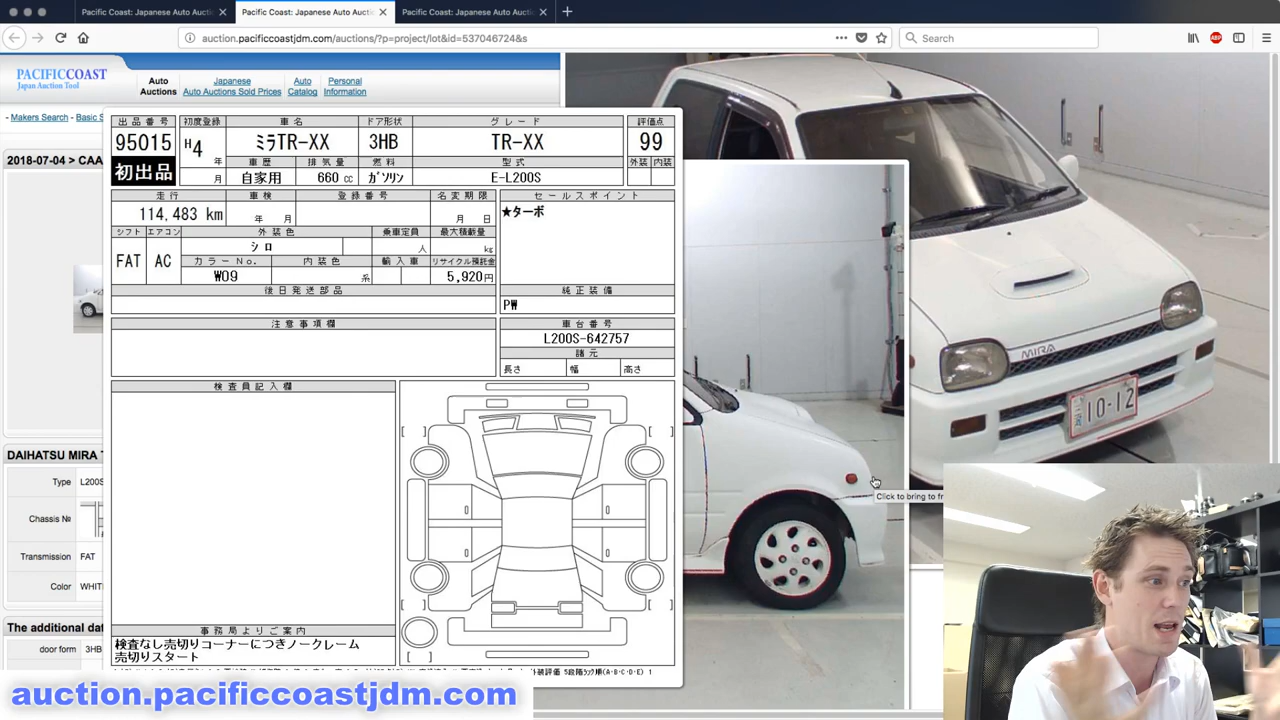 Pacific Coast: Japanese Auto Aucti
Pacific Coast: Japanese Auto Aucti
Pacific Coast: Japanese Auto Aucti
auction.pacificcoastjdm.com/auctions/?p=project/lot&id=537046724&s
Search
ABP
PACIFICCOAST
Japan Auction Tool
Auto Auctions
Japanese Auto Auctions Sold Prices
Auto Catalog
Personal Information
Makers Search
Basic S
2018-07-04 > CAA
DAIHATSU MIRA T
Type L200S
Chassis №
Transmission FAT
Color WHIT
The additional dat
door form 3HB
出品番号 初度登録 車名 ドア形状 グレード 評価点
95015 H4年 ミラTR-XX 3HB TR-XX 99
初出品 月 車歴 排気量 燃料 型式 外装 内装
自家用 660 cc ガソリン E-L200S
走行 車検 登録番号 名変期限 セールスポイント
114,483 km 年 月 月 日 ★ターボ
シフト エアコン 外装色 乗車定員 最大積載量
FAT AC シロ 人 kg
カラーNo. 内装色 輸入車 リサイクル預託金
W09 系 5,920円
後日発送部品 純正装備
PW
注意事項欄 車台番号
L200S-642757
諸元
長さ 幅 高さ
検査員記入欄
事務局よりご案内
検査なし売切りコーナーにつきノークレーム
売切りスタート
MIRA
10-12
Click to bring to fr
auction.pacificcoastjdm.com